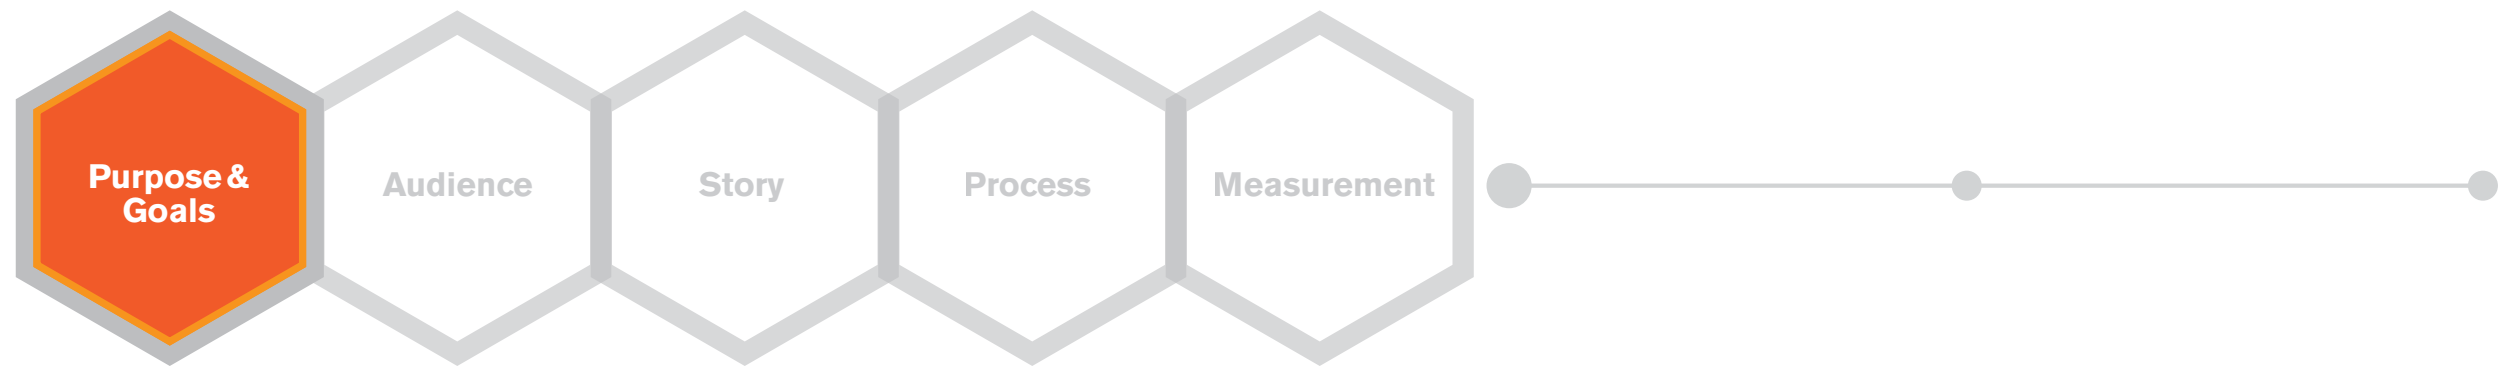 Purpose &
Goals
Audience
Story
Process
Measurement